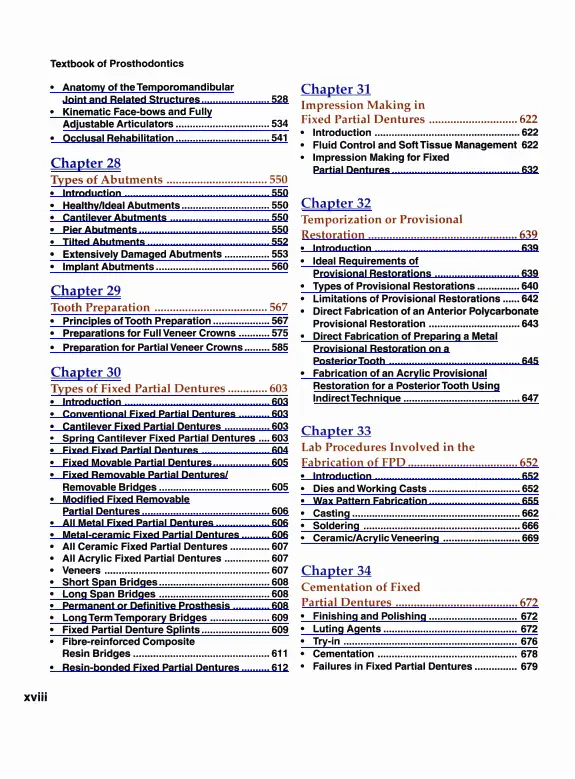 Textbook of Prosthodontics
• Anatomy of the Temporomandibular
Joint and Related Structures ........................ 528
• Kinematic Face-bows and Fully
Adjustable Articulators ................................. 534
• Occlusal Rehabilitation ................................. 541
Chapter 28
Types of Abutments .................................. 550
• Introduction ................................................... 550
• Healthy/Ideal Abutments ............................... 550
• Cantilever Abutments ................................... 550
• Pier Abutments .............................................. 550
• Tilted Abutments ........................................... 552
• Extensively Damaged Abutments ................ 553
• Implant Abutments ........................................ 560
Chapter 29
Tooth Preparation ...................................... 567
• Principles of Tooth Preparation .................... 567
• Preparations for Full Veneer Crowns ........... 575
• Preparation for Partial Veneer Crowns ......... 585
Chapter 30
Types of Fixed Partial Dentures ............. 603
• Introduction ................................................... 603
• Conventional Fixed Partial Dentures ........... 603
• Cantilever Fixed Partial Dentures ................ 603
• Spring Cantilever Fixed Partial Dentures .... 603
• Fixed Fixed Partial Dentures ........................ 604
• Fixed Movable Partial Dentures .................... 605
• Fixed Removable Partial Dentures/
Removable Bridges ....................................... 605
• Modified Fixed Removable
Partial Dentures ............................................. 606
• All Metal Fixed Partial Dentures ................... 606
• Metal-ceramic Fixed Partial Dentures .......... 606
• All Ceramic Fixed Partial Dentures .............. 607
• All Acrylic Fixed Partial Dentures ................ 607
• Veneers .......................................................... 607
• Short Span Bridges ....................................... 608
• Long Span Bridges ....................................... 608
• Permanent or Definitive Prosthesis ............. 608
• Long Term Temporary Bridges ..................... 609
• Fixed Partial Denture Splints ........................ 609
• Fibre-reinforced Composite
Resin Bridges ................................................ 611
• Resin-bonded Fixed Partial Dentures .......... 612
Chapter 31
Impression Making in
Fixed Partial Dentures .............................. 622
• Introduction ................................................... 622
• Fluid Control and Soft Tissue Management 622
• Impression Making for Fixed
Partial Dentures ............................................. 632
Chapter 32
Temporization or Provisional
Restoration .................................................. 639
• Introduction ................................................... 639
• Ideal Requirements of
Provisional Restorations .............................. 639
• Types of Provisional Restorations ............... 640
• Limitations of Provisional Restorations ...... 642
• Direct Fabrication of an Anterior Polycarbonate
Provisional Restoration ................................ 643
• Direct Fabrication of Preparing a Metal
Provisional Restoration on a
Posterior Tooth .............................................. 645
• Fabrication of an Acrylic Provisional
Restoration for a Posterior Tooth Using
Indirect Technique ......................................... 647
Chapter 33
Lab Procedures Involved in the
Fabrication of FPD ..................................... 652
• Introduction ................................................... 652
• Dies and Working Casts ................................ 652
• Wax Pattern Fabrication ................................ 655
• Casting ........................................................... 662
• Soldering ....................................................... 666
• Ceramic/Acrylic Veneering ........................... 669
Chapter 34
Cementation of Fixed
Partial Dentures ......................................... 672
• Finishing and Polishing ............................... 672
• Luting Agents ............................................... 672
• Try-in ............................................................. 676
• Cementation ................................................. 678
• Failures in Fixed Partial Dentures ............... 679
xviii